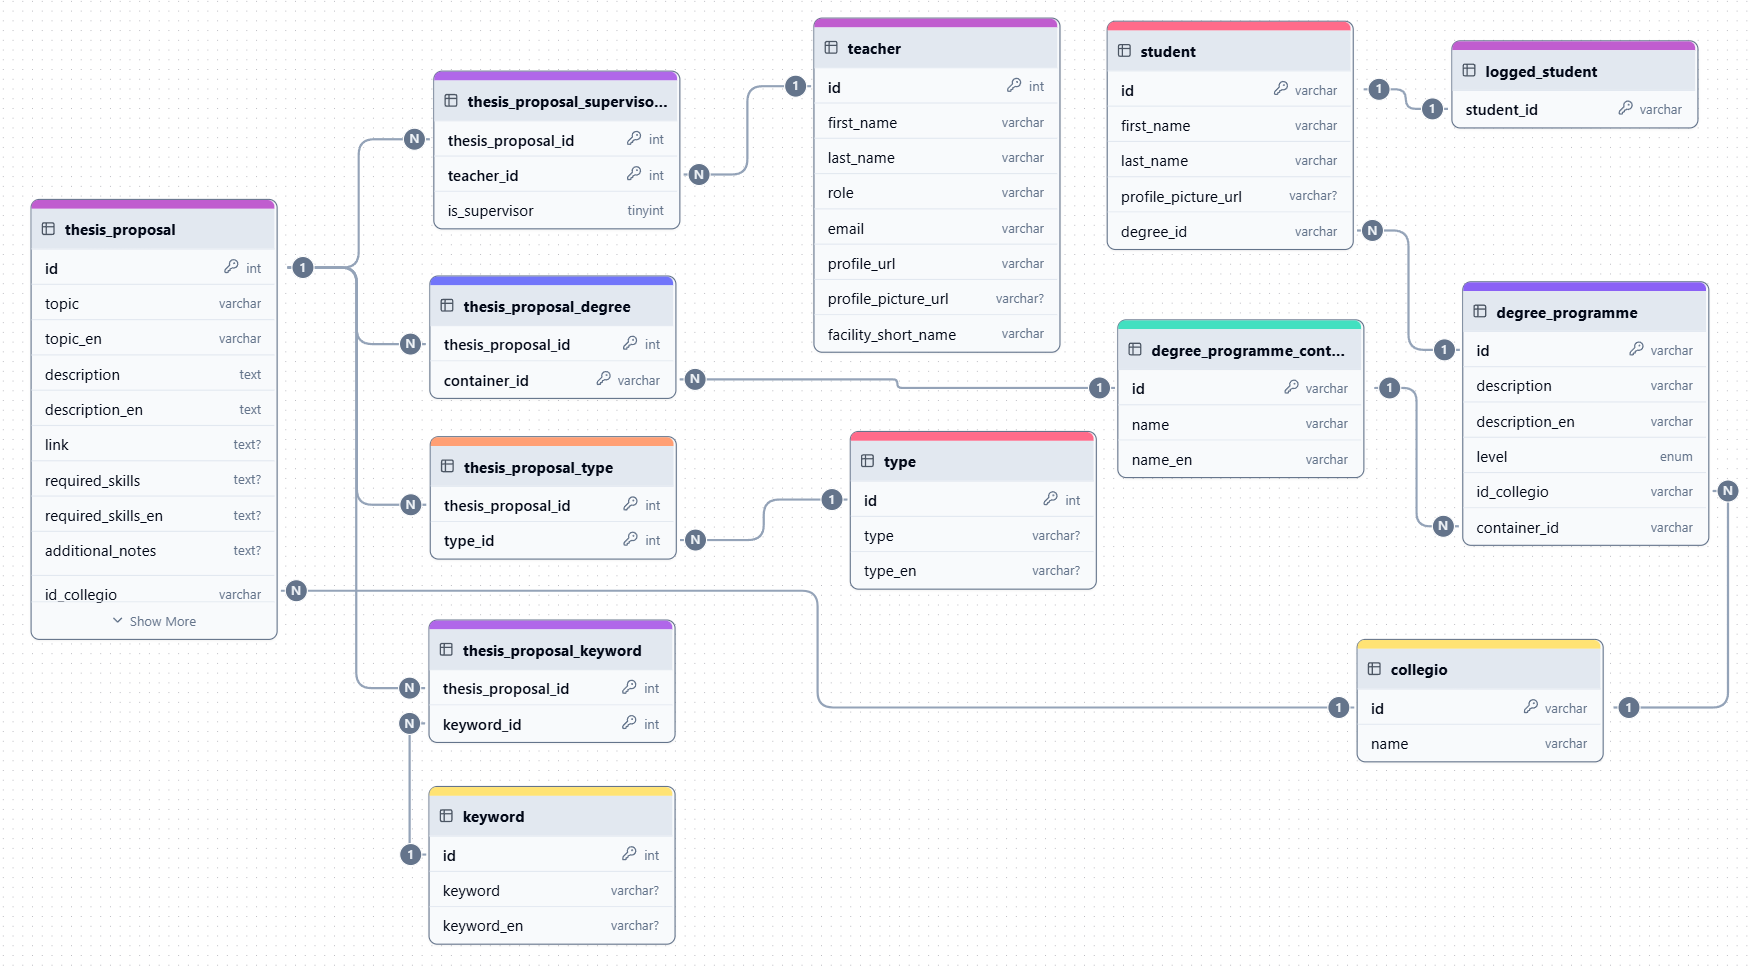 thesis_proposal
id int
topic varchar
topic_en varchar
description text
description_en text
link text?
required_skills text?
required_skills_en text?
additional_notes text?
id_collegio varchar
Show More
thesis_proposal_superviso...
thesis_proposal_id int
teacher_id int
is_supervisor tinyint
thesis_proposal_degree
thesis_proposal_id int
container_id varchar
thesis_proposal_type
thesis_proposal_id int
type_id int
thesis_proposal_keyword
thesis_proposal_id int
keyword_id int
keyword
id int
keyword varchar?
keyword_en varchar?
teacher
id int
first_name varchar
last_name varchar
role varchar
email varchar
profile_url varchar
profile_picture_url varchar?
facility_short_name varchar
type
id int
type varchar?
type_en varchar?
student
id varchar
first_name varchar
last_name varchar
profile_picture_url varchar?
degree_id varchar
degree_programme_cont...
id varchar
name varchar
name_en varchar
logged_student
student_id varchar
degree_programme
id varchar
description varchar
description_en varchar
level enum
id_collegio varchar
container_id varchar
collegio
id varchar
name varchar
1
N
N
N
N
N
N
1
N
1
N
1
N
1
N
1
1
1
N
1
1
N
N
1